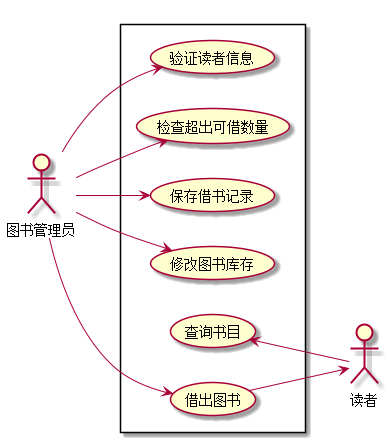 验证读者信息
检查超出可借数量
保存借书记录
图书管理员
修改图书库存
查询书目
借出图书
读者